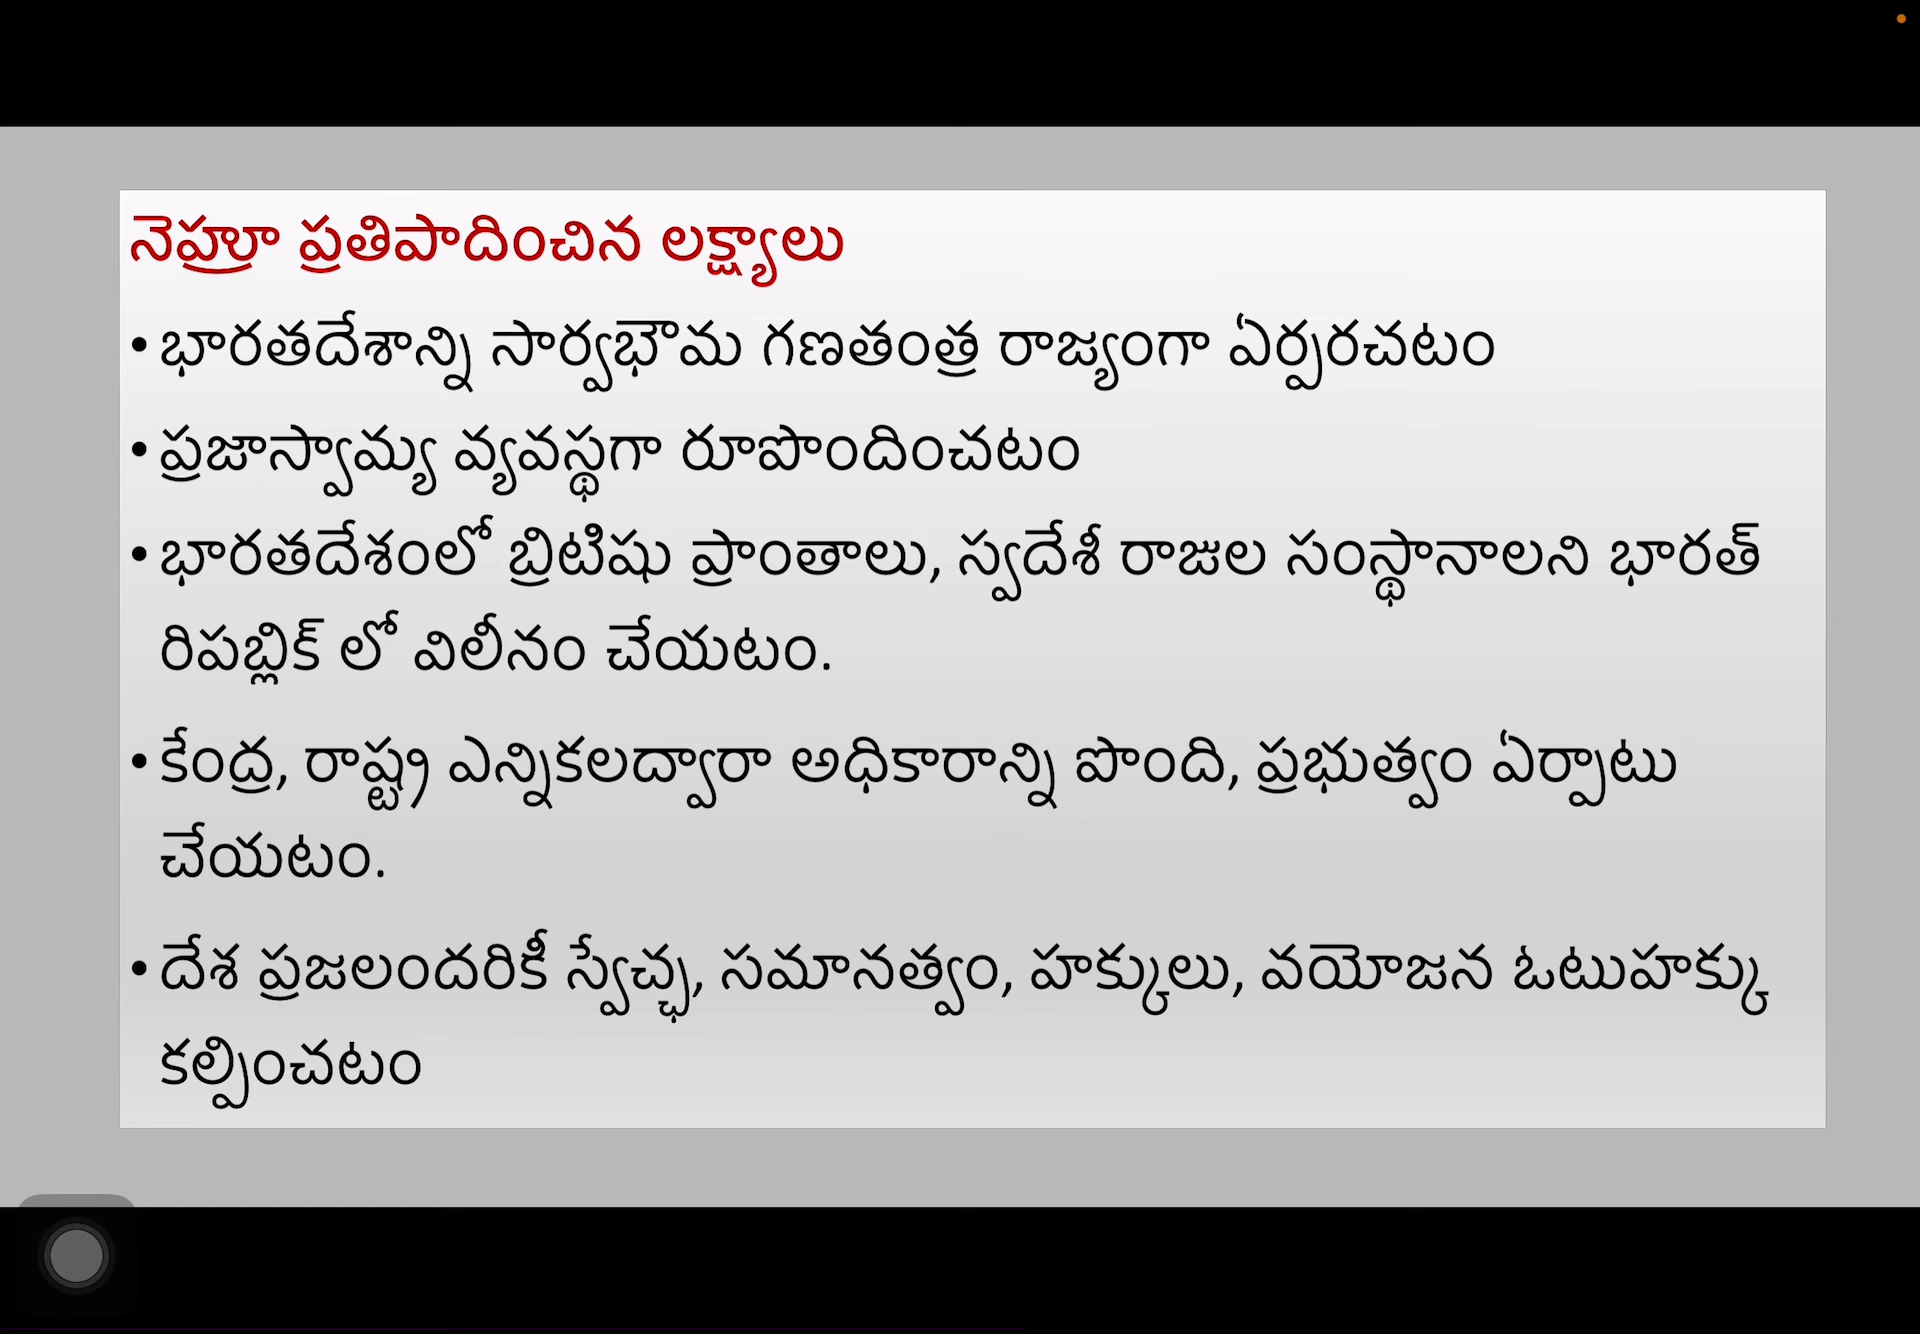 నెహ్రూ ప్రతిపాదించిన లక్ష్యాలు
• భారతదేశాన్ని సార్వభౌమ గణతంత్ర రాజ్యంగా ఏర్పరచటం
• ప్రజాస్వామ్య వ్యవస్థగా రూపొందించటం
• భారతదేశంలో బ్రిటిషు ప్రాంతాలు, స్వదేశీ రాజుల సంస్థానాలని భారత్
రిపబ్లిక్ లో విలీనం చేయటం.
• కేంద్ర, రాష్ట్ర ఎన్నికలద్వారా అధికారాన్ని పొంది, ప్రభుత్వం ఏర్పాటు
చేయటం.
• దేశ ప్రజలందరికీ స్వేచ్ఛ, సమానత్వం, హక్కులు, వయోజన ఓటుహక్కు
కల్పించటం